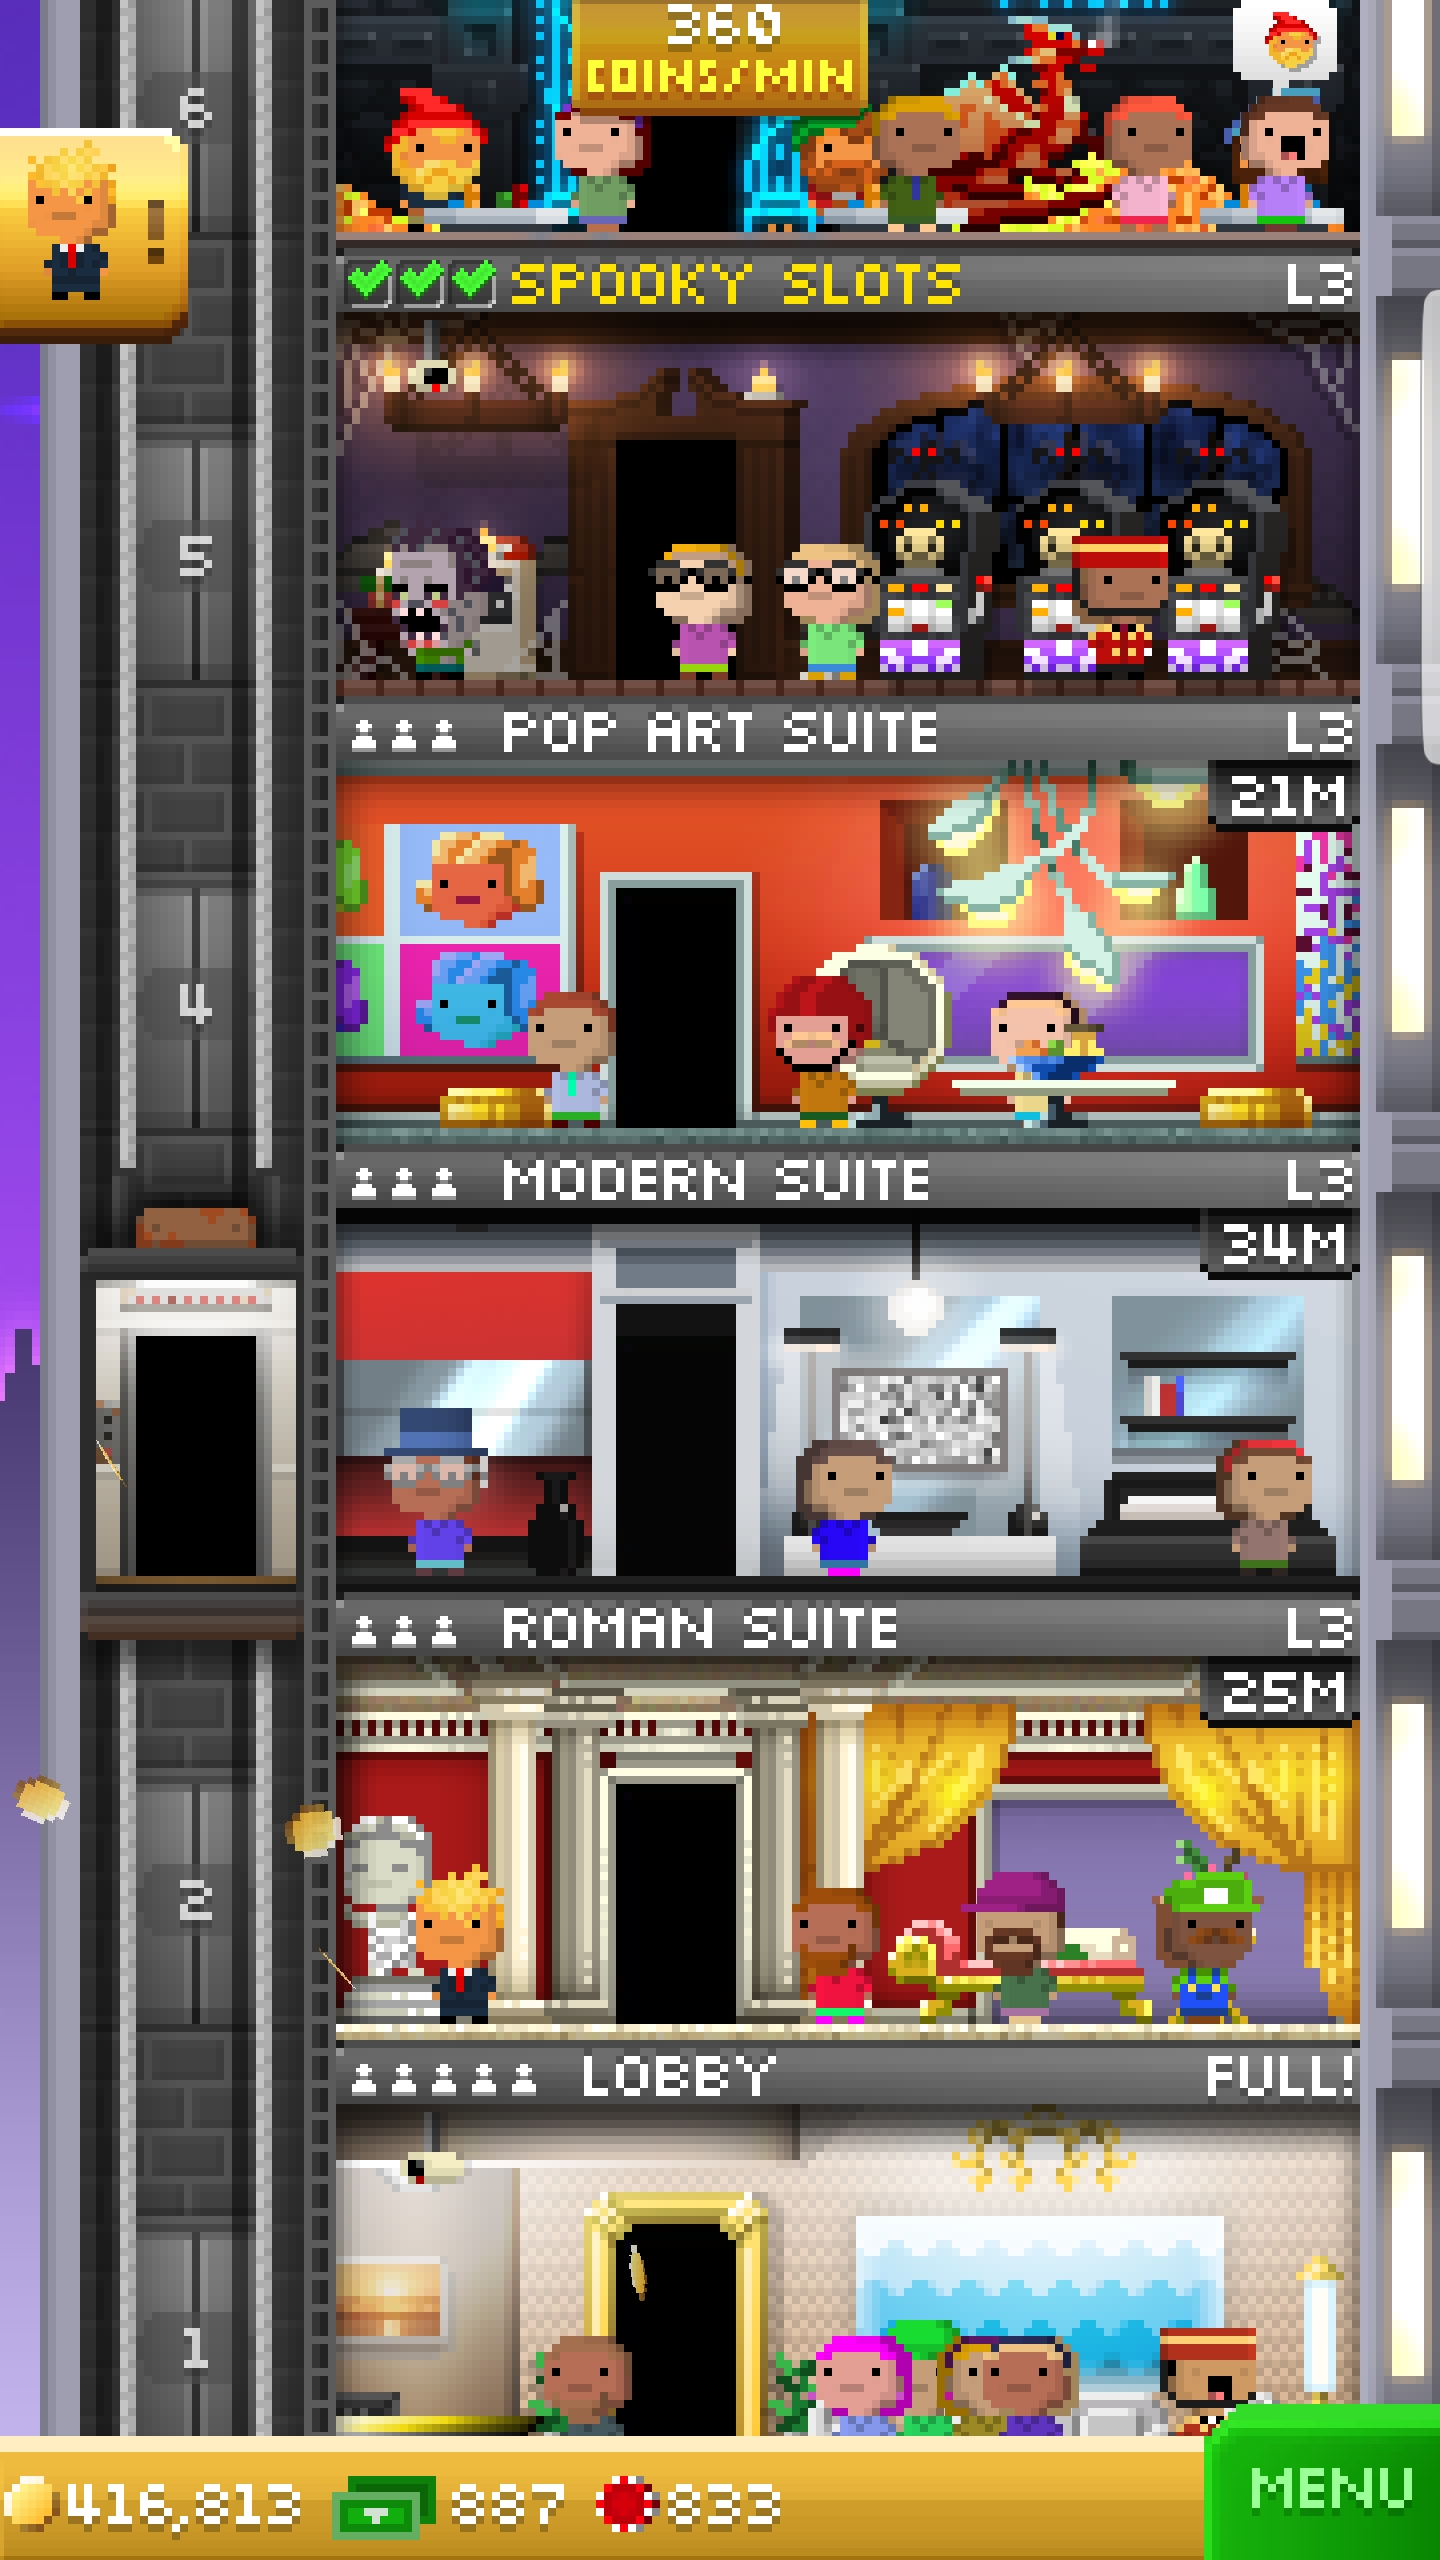 360
COINS/MIN
6
!
SPOOKY SLOTS L3
5
POP ART SUITE L3
21M
4
MODERN SUITE L3
34M
ROMAN SUITE L3
25M
2
LOBBY FULL!
1
416,813 887 833 MENU